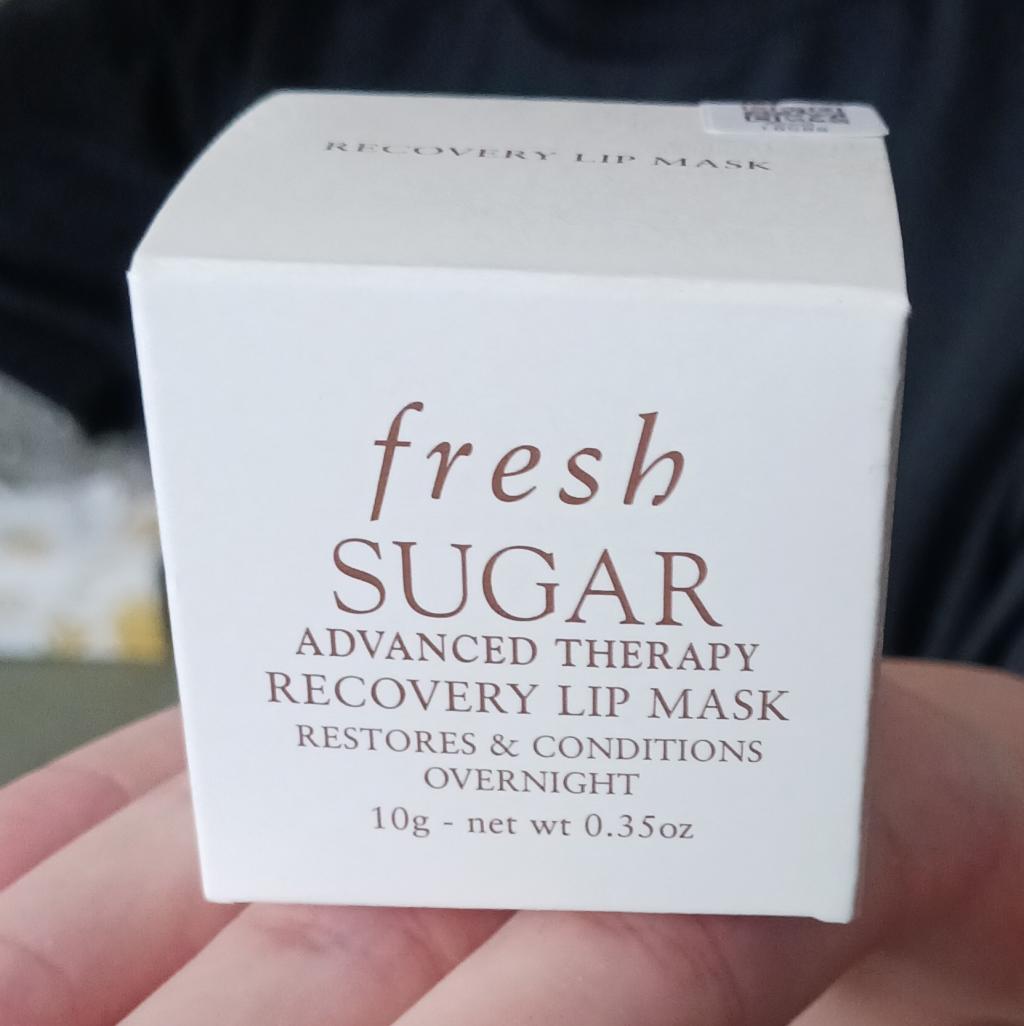 RECOVERY LIP MASK
fresh
SUGAR
ADVANCED THERAPY
RECOVERY LIP MASK
RESTORES & CONDITIONS
OVERNIGHT
10g - net wt 0.35oz